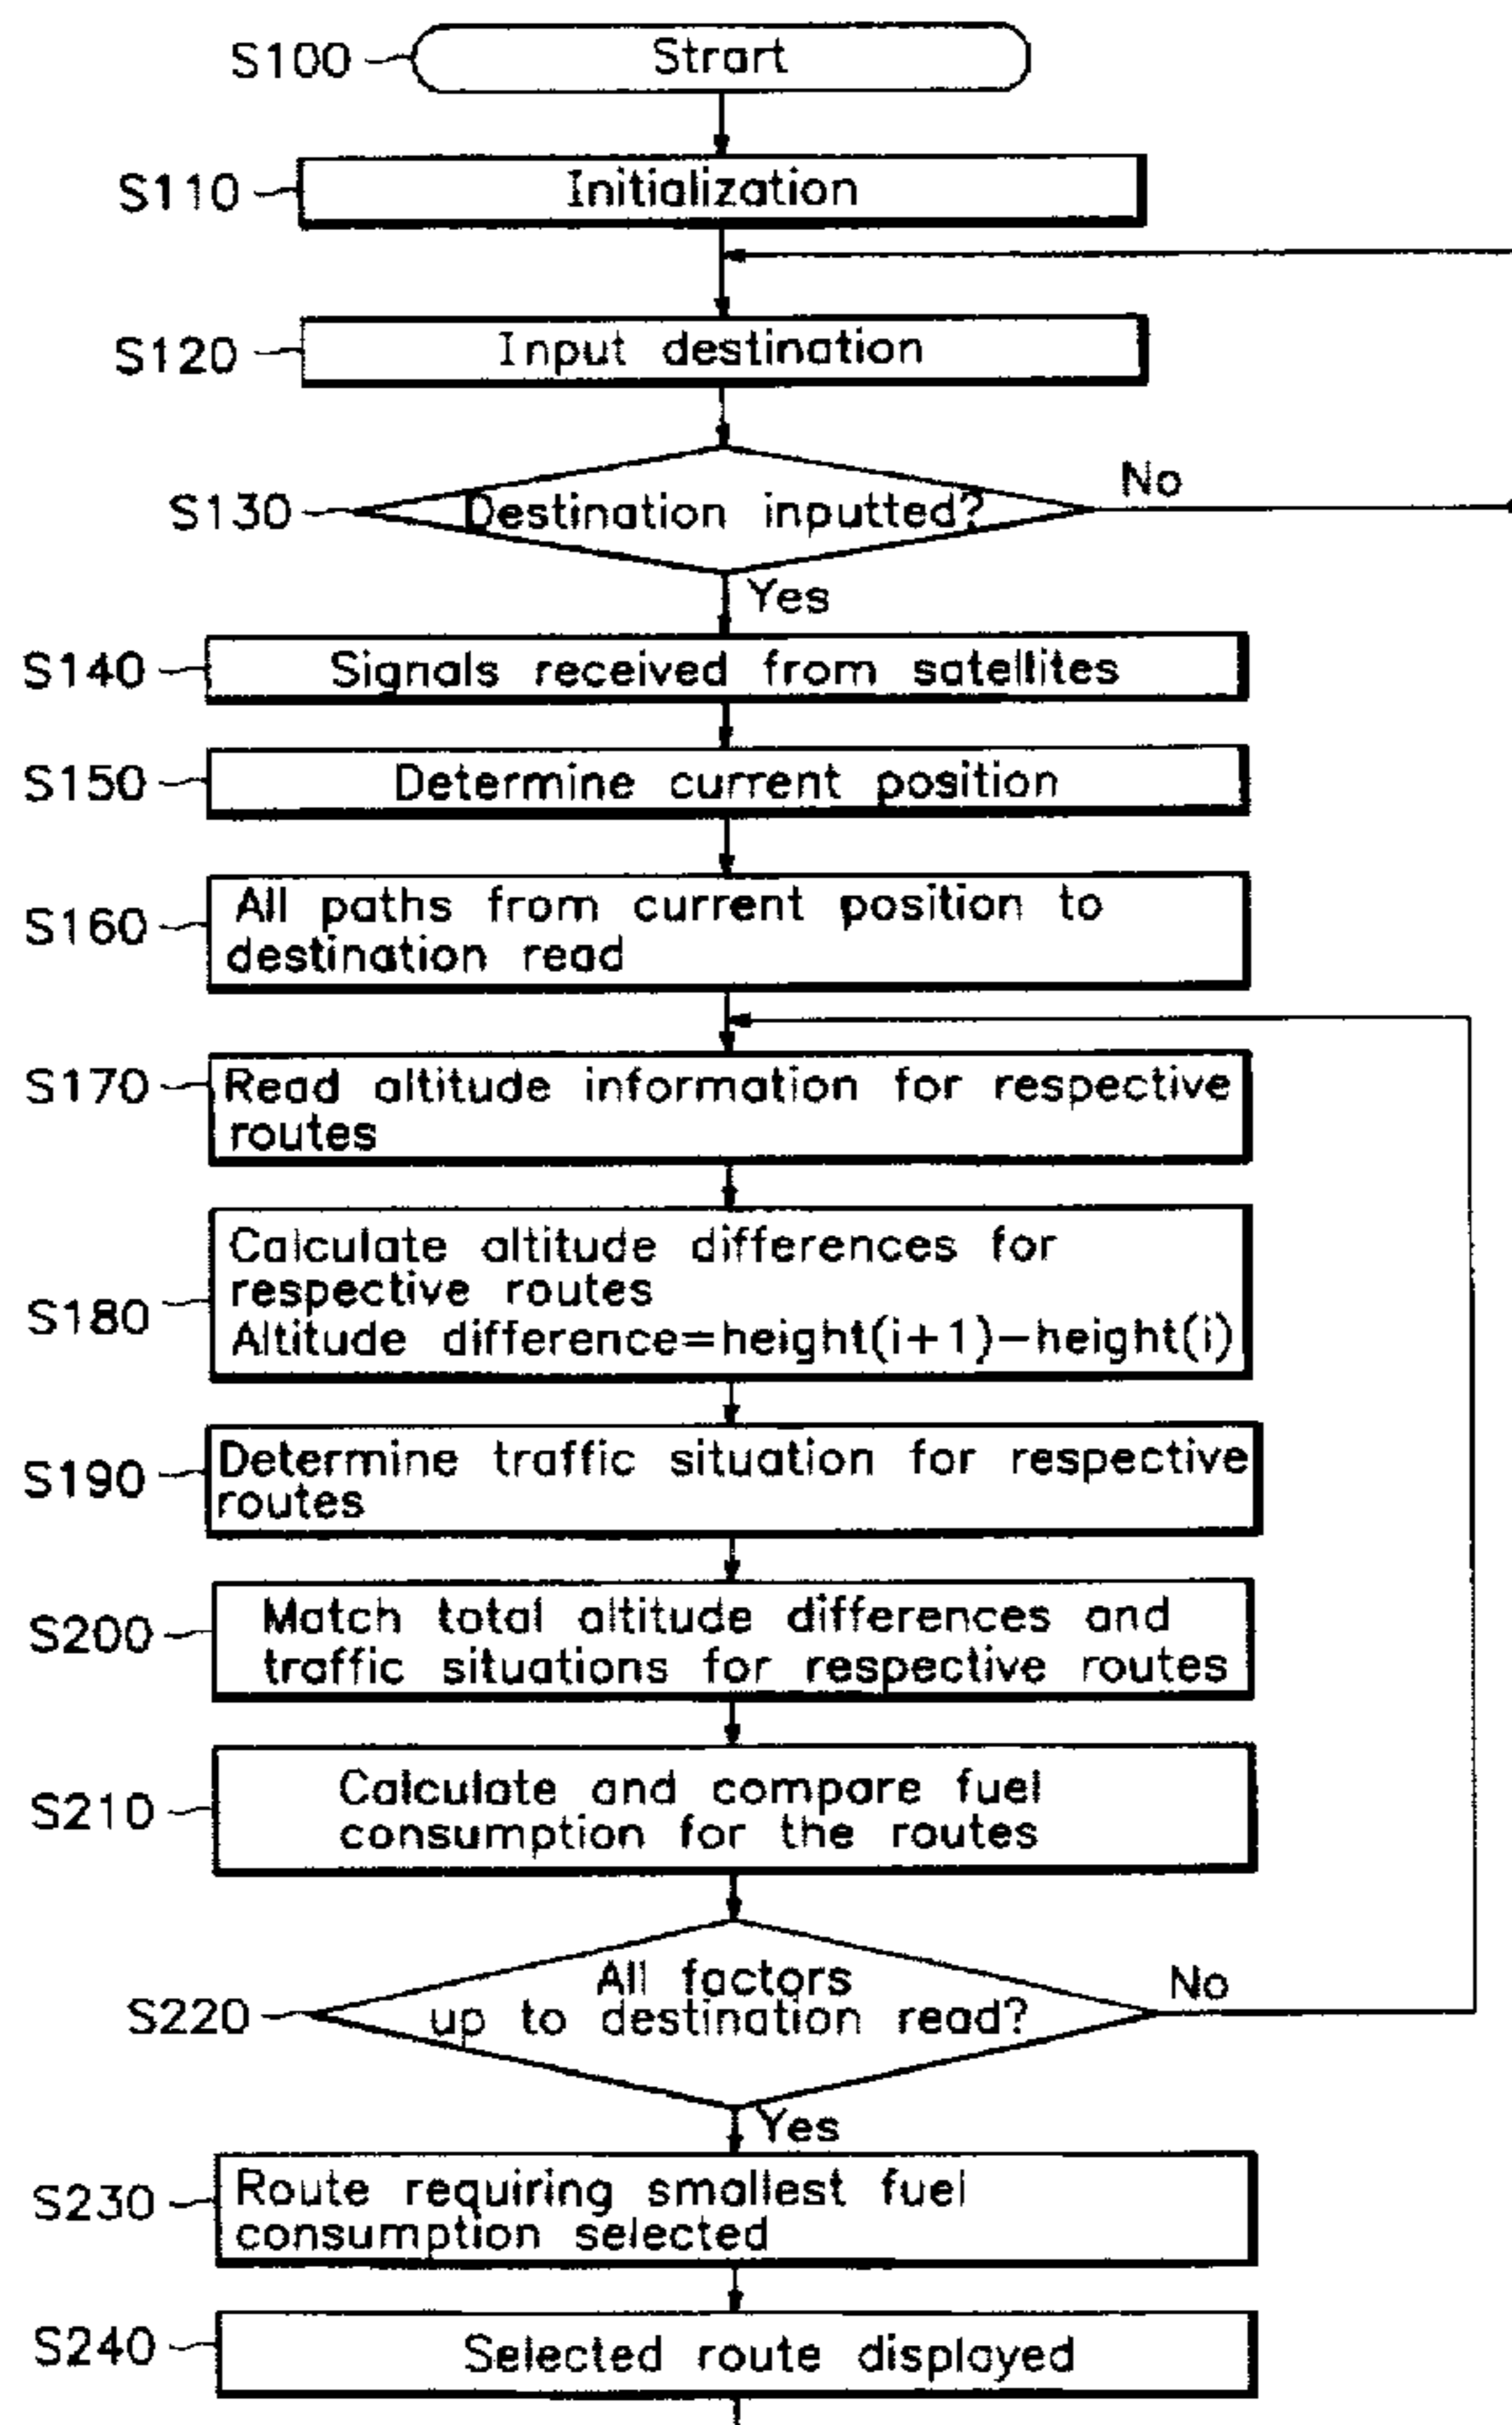 S100
Strart
S110
Initialization
S120
Input destination
S130
Destination inputted?
No
Yes
S140
Signals received from satellites
S150
Determine current position
S160
All paths from current position to
destination read
S170
Read altitude information for respective
routes
S180
Calculate altitude differences for
respective routes
Altitude difference=height(i+1)-height(i)
S190
Determine traffic situation for respective
routes
S200
Match total altitude differences and
traffic situations for respective routes
S210
Calculate and compare fuel
consumption for the routes
S220
All factors
up to destination read?
No
Yes
S230
Route requiring smallest fuel
consumption selected
S240
Selected route displayed